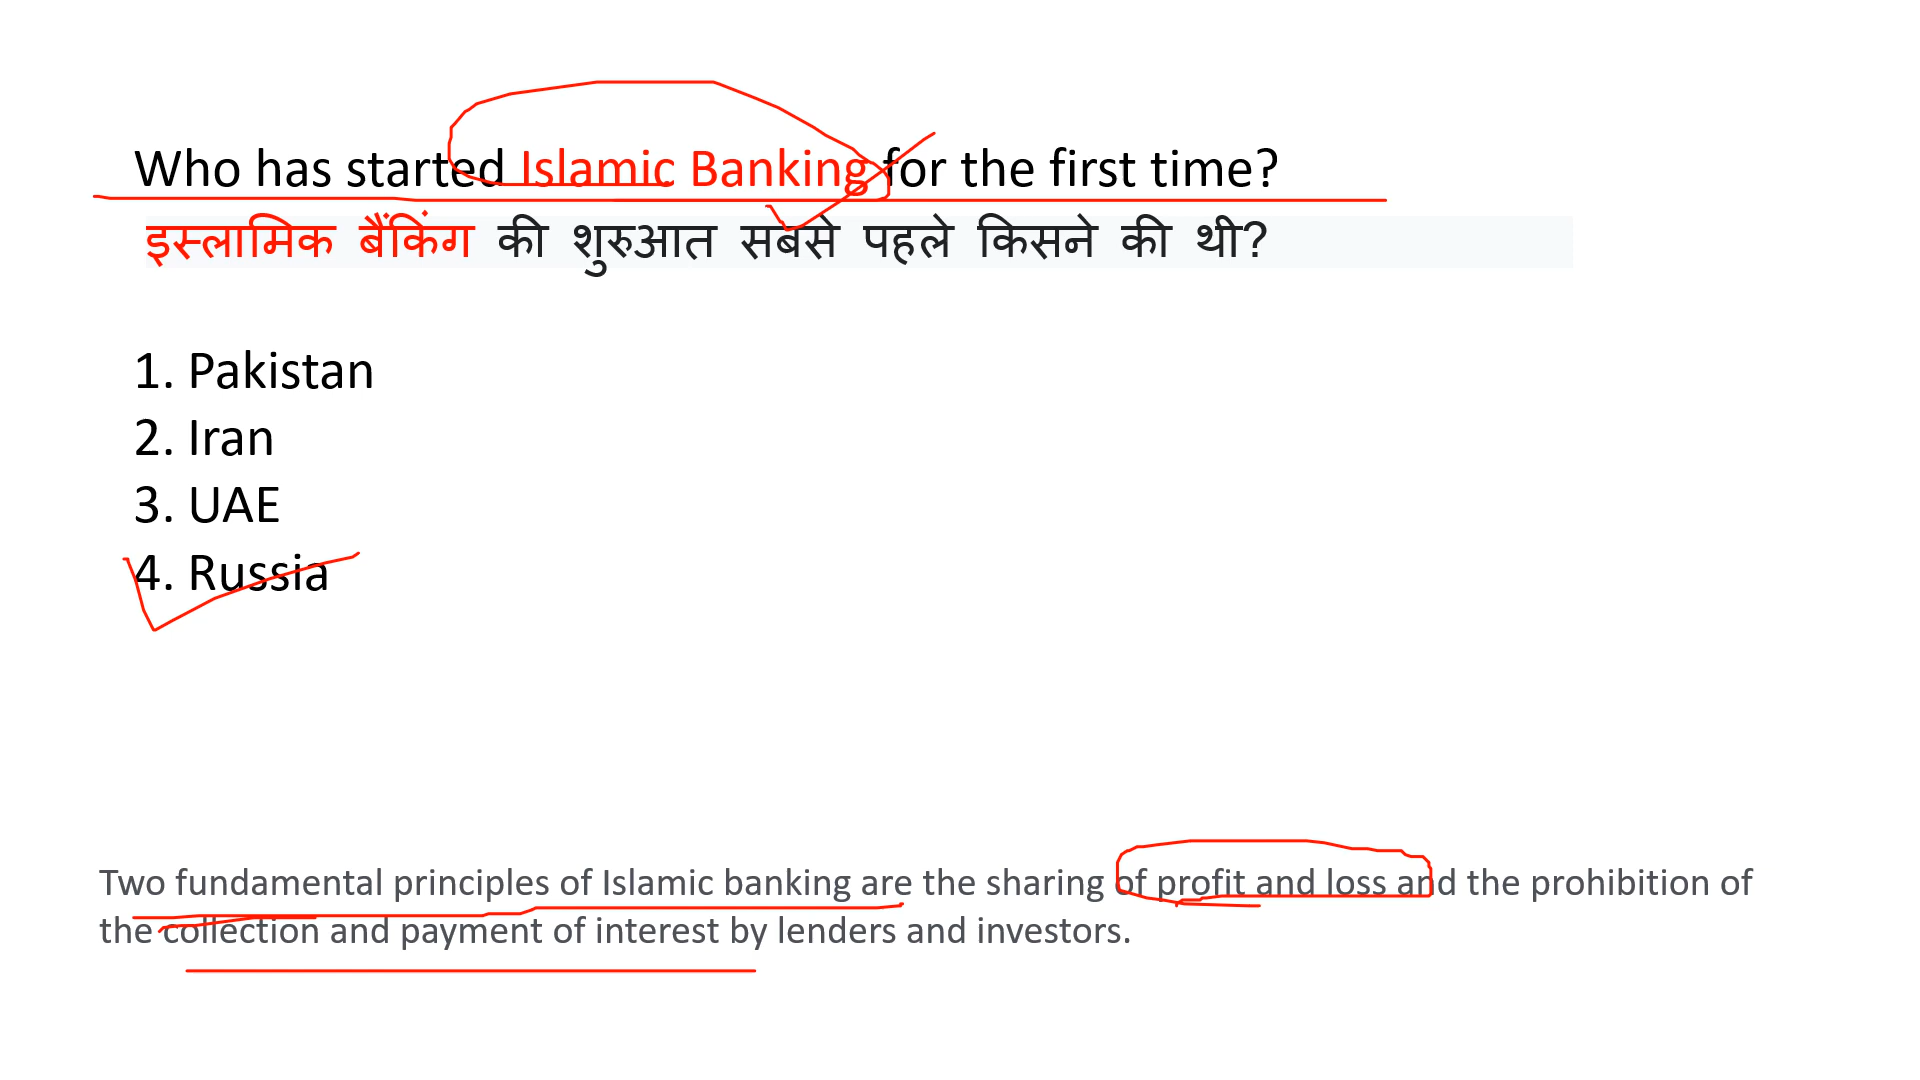 Who has started Islamic Banking for the first time?
इस्लामिक बैंकिंग की शुरुआत सबसे पहले किसने की थी?
1. Pakistan
2. Iran
3. UAE
4. Russia
Two fundamental principles of Islamic banking are the sharing of profit and loss and the prohibition of
the collection and payment of interest by lenders and investors.